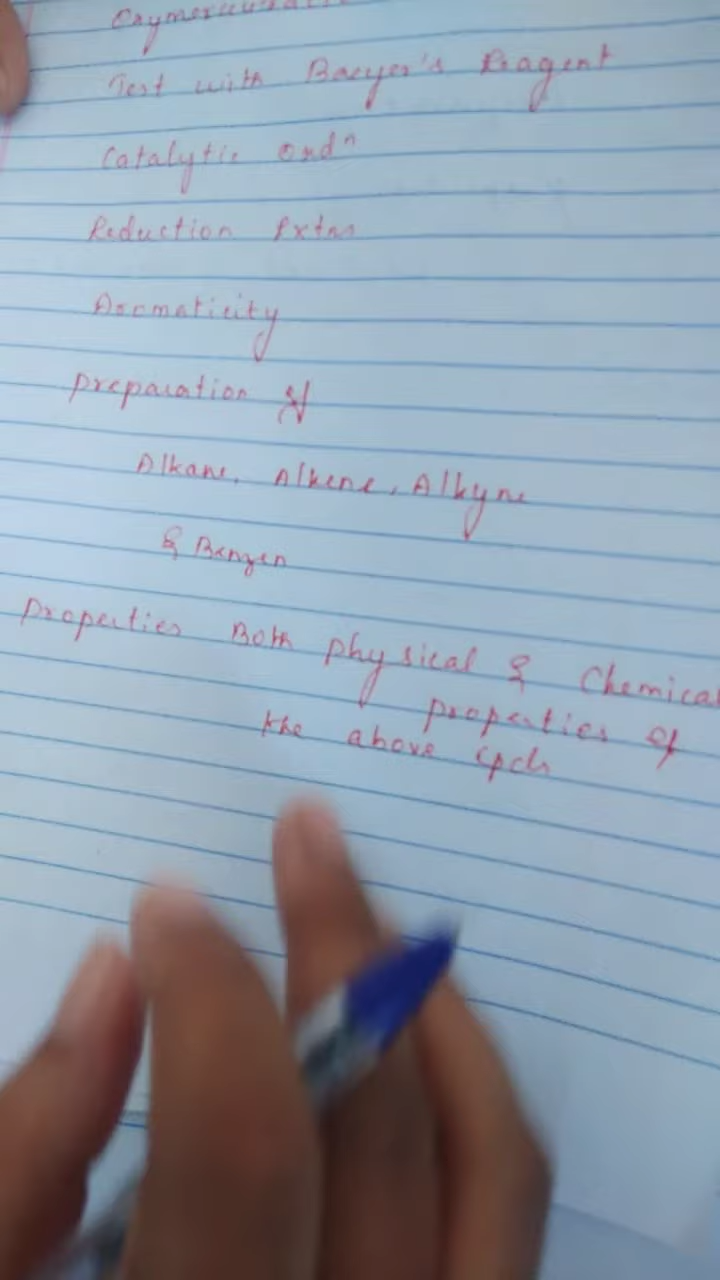 Test with Baeyer's Reagent
Catalytic Oxdn
Reduction Rxtns
Aromaticity
Preparation of
Alkane, Alkene, Alkyne
& Benzen
Properties Both physical & Chemical
properties of
the above cpds